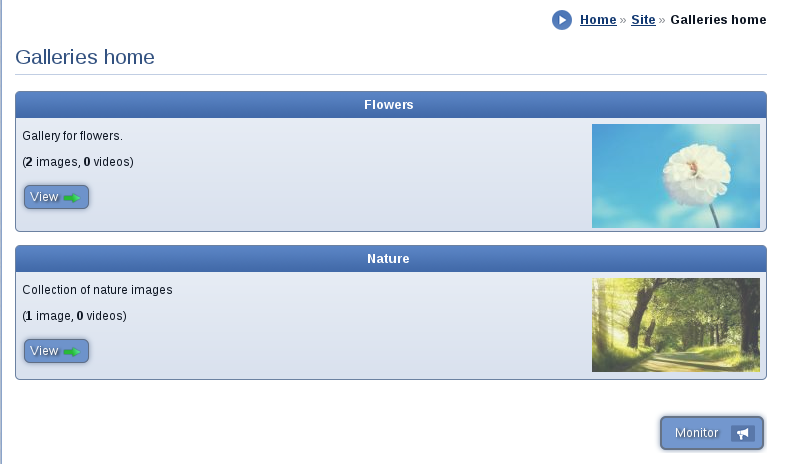 Home » Site » Galleries home
Galleries home
Flowers
Gallery for flowers.
(2 images, 0 videos)
View
Nature
Collection of nature images
(1 image, 0 videos)
View
Monitor